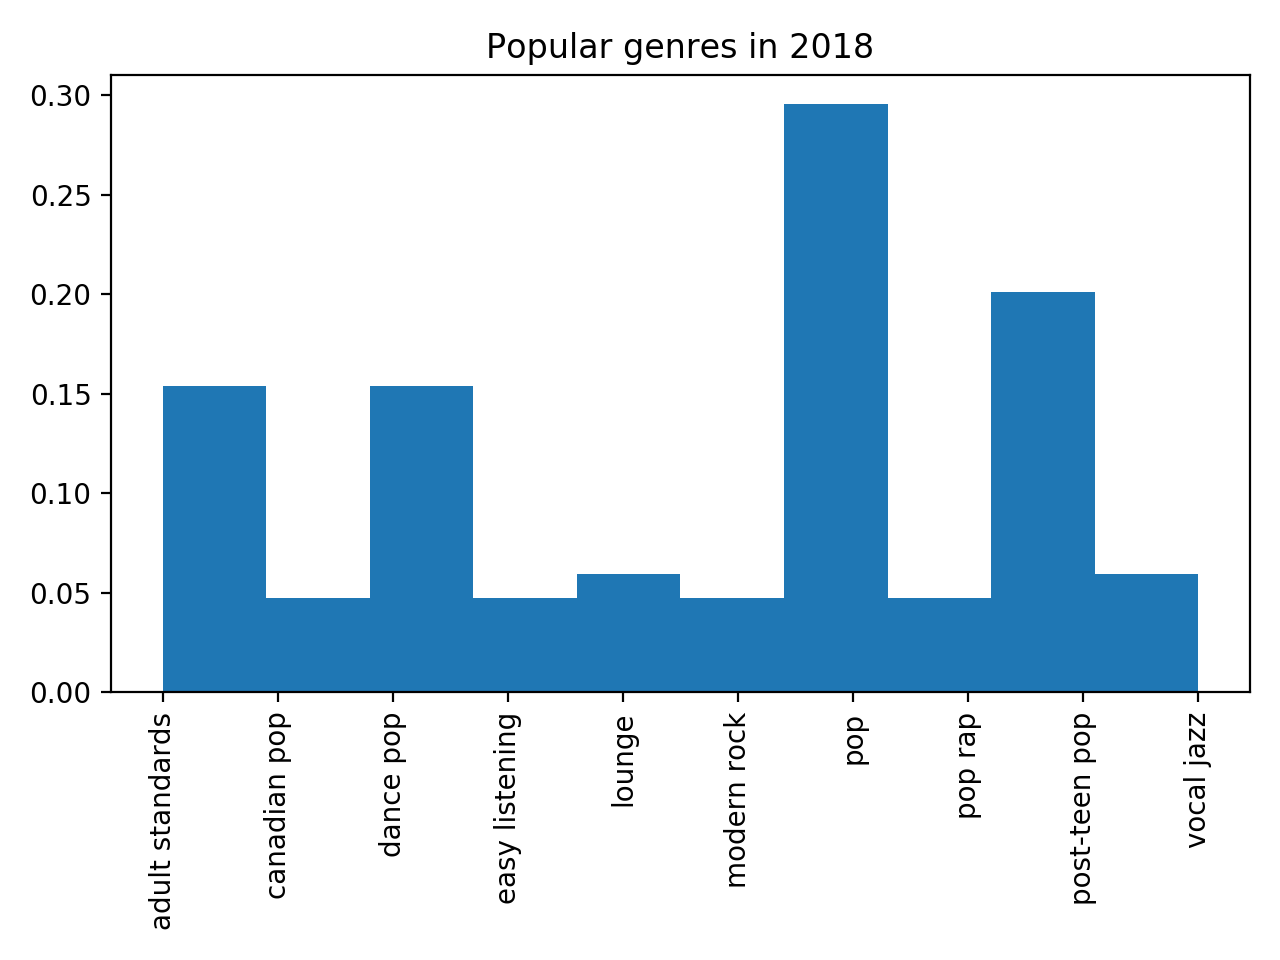 Popular genres in 2018
0.30
0.25
0.20
0.15
0.10
0.05
0.00
adult standards
canadian pop
dance pop
easy listening
lounge
modern rock
pop
pop rap
post-teen pop
vocal jazz